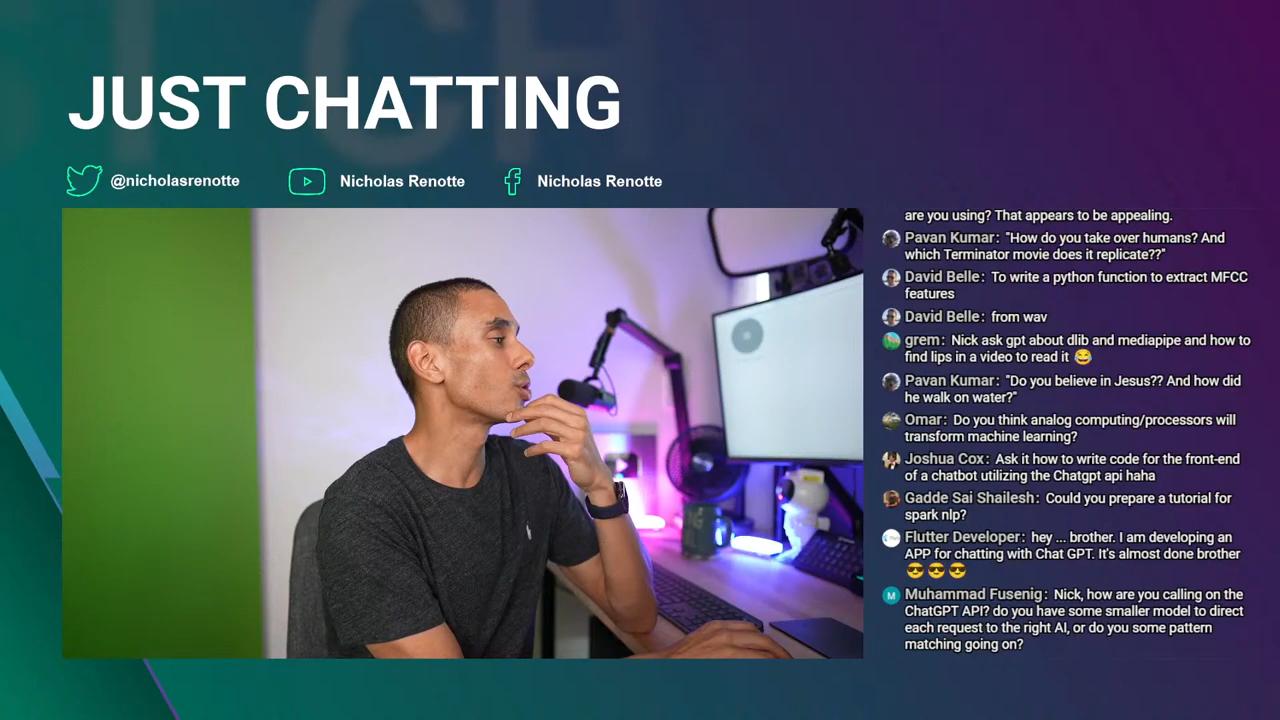 JUST CHATTING
@nicholasrenotte
Nicholas Renotte
Nicholas Renotte
are you using? That appears to be appealing.
Pavan Kumar: "How do you take over humans? And
which Terminator movie does it replicate??"
David Belle: To write a python function to extract MFCC
features
David Belle: from wav
grem: Nick ask gpt about dlib and mediapipe and how to
find lips in a video to read it 😂
Pavan Kumar: "Do you believe in Jesus?? And how did
he walk on water?"
Omar: Do you think analog computing/processors will
transform machine learning?
Joshua Cox: Ask it how to write code for the front-end
of a chatbot utilizing the Chatgpt api haha
Gadde Sai Shailesh: Could you prepare a tutorial for
spark nlp?
Flutter Developer: hey ... brother. I am developing an
APP for chatting with Chat GPT. It's almost done brother
😎😎😎
M
Muhammad Fusenig: Nick, how are you calling on the
ChatGPT API? do you have some smaller model to direct
each request to the right AI, or do you some pattern
matching going on?